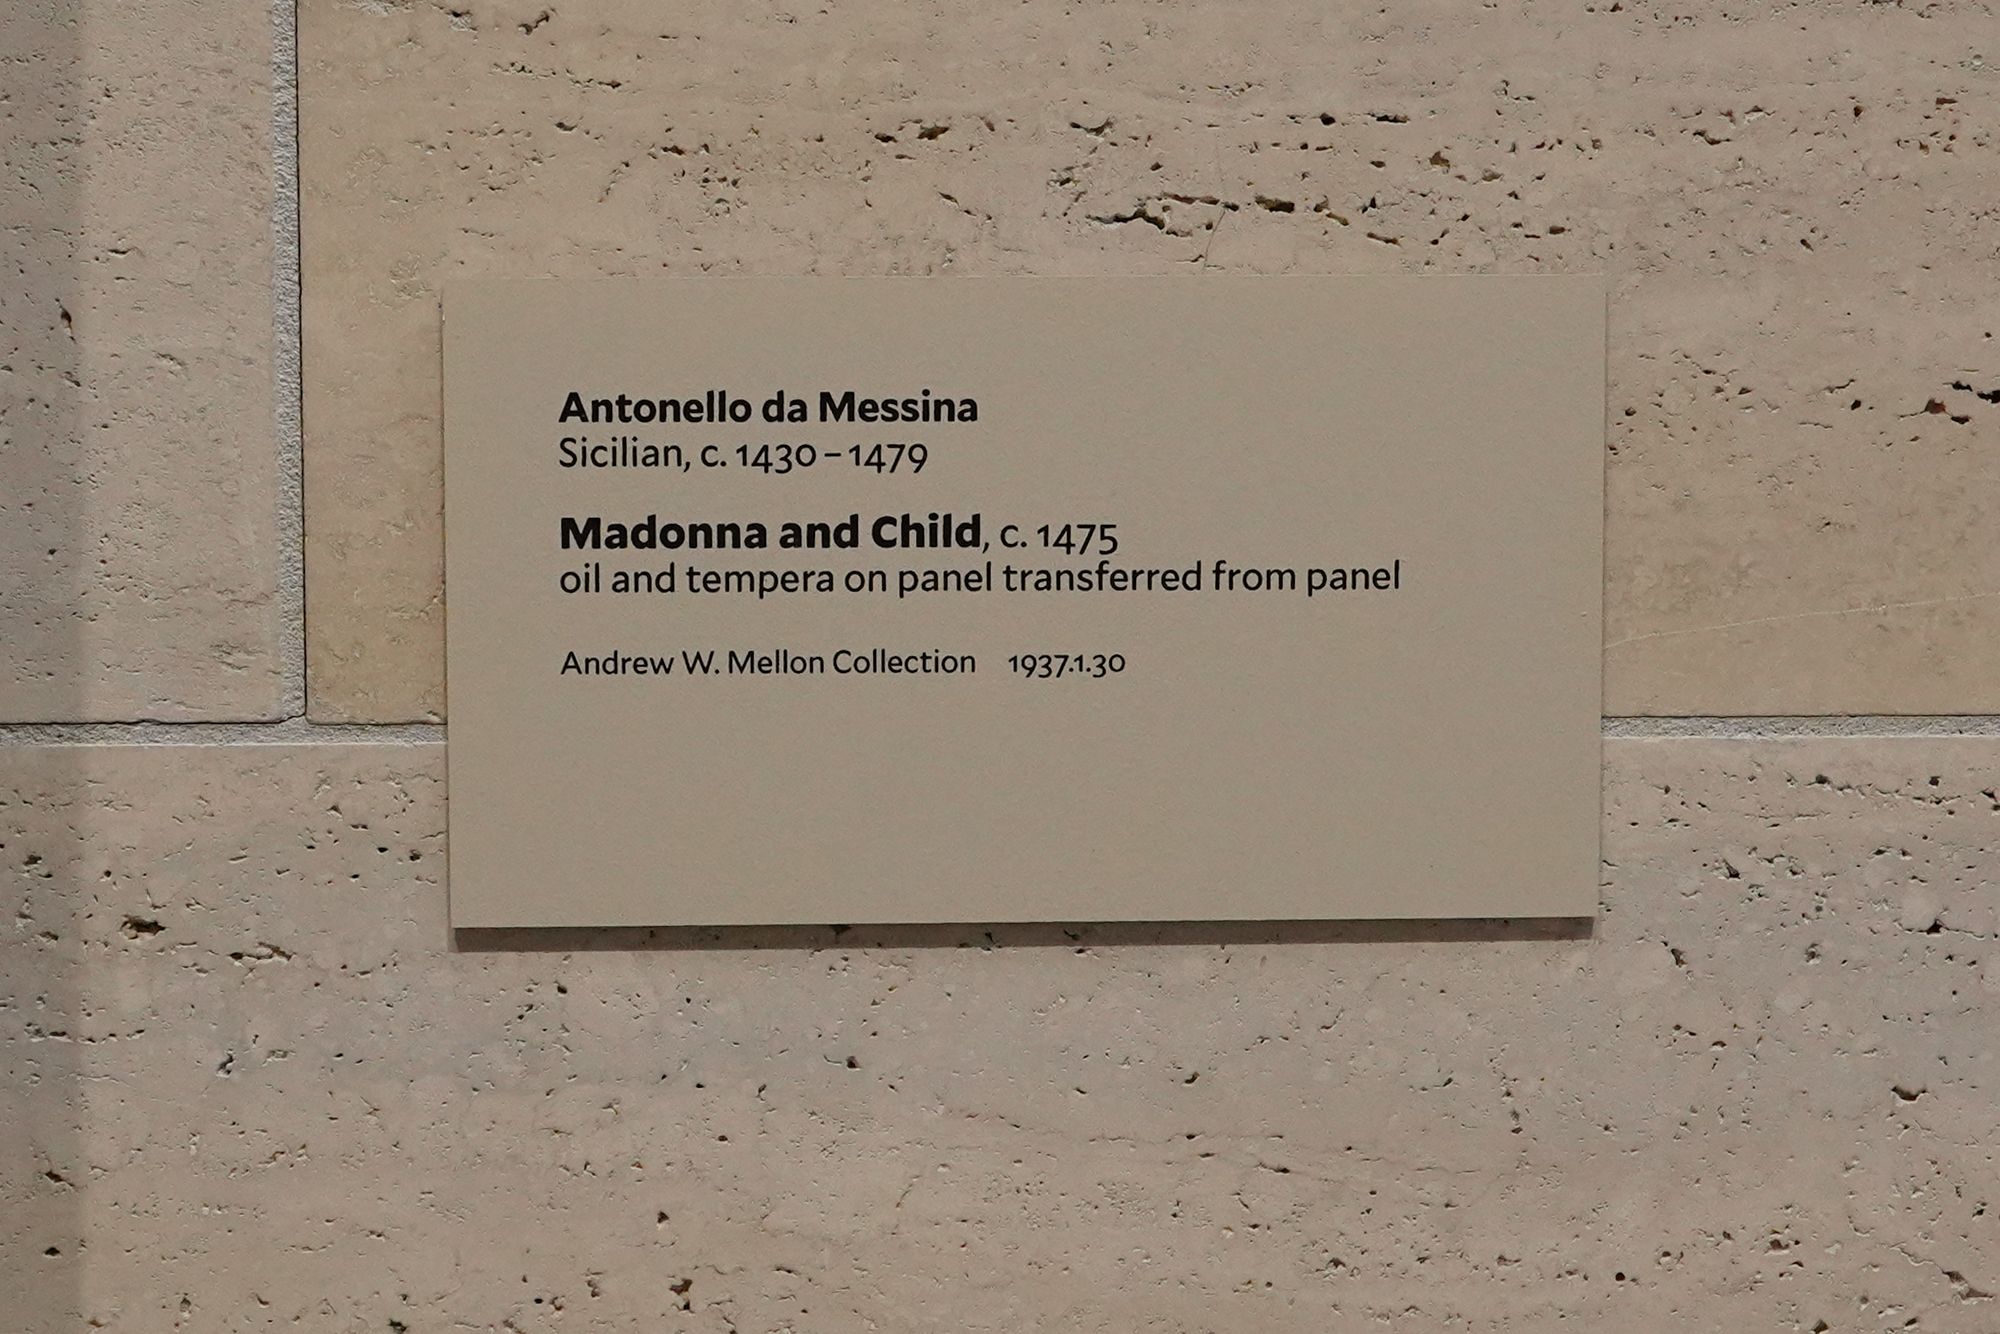 Antonello da Messina
Sicilian, c. 1430 – 1479
Madonna and Child, c. 1475
oil and tempera on panel transferred from panel
Andrew W. Mellon Collection 1937.1.30